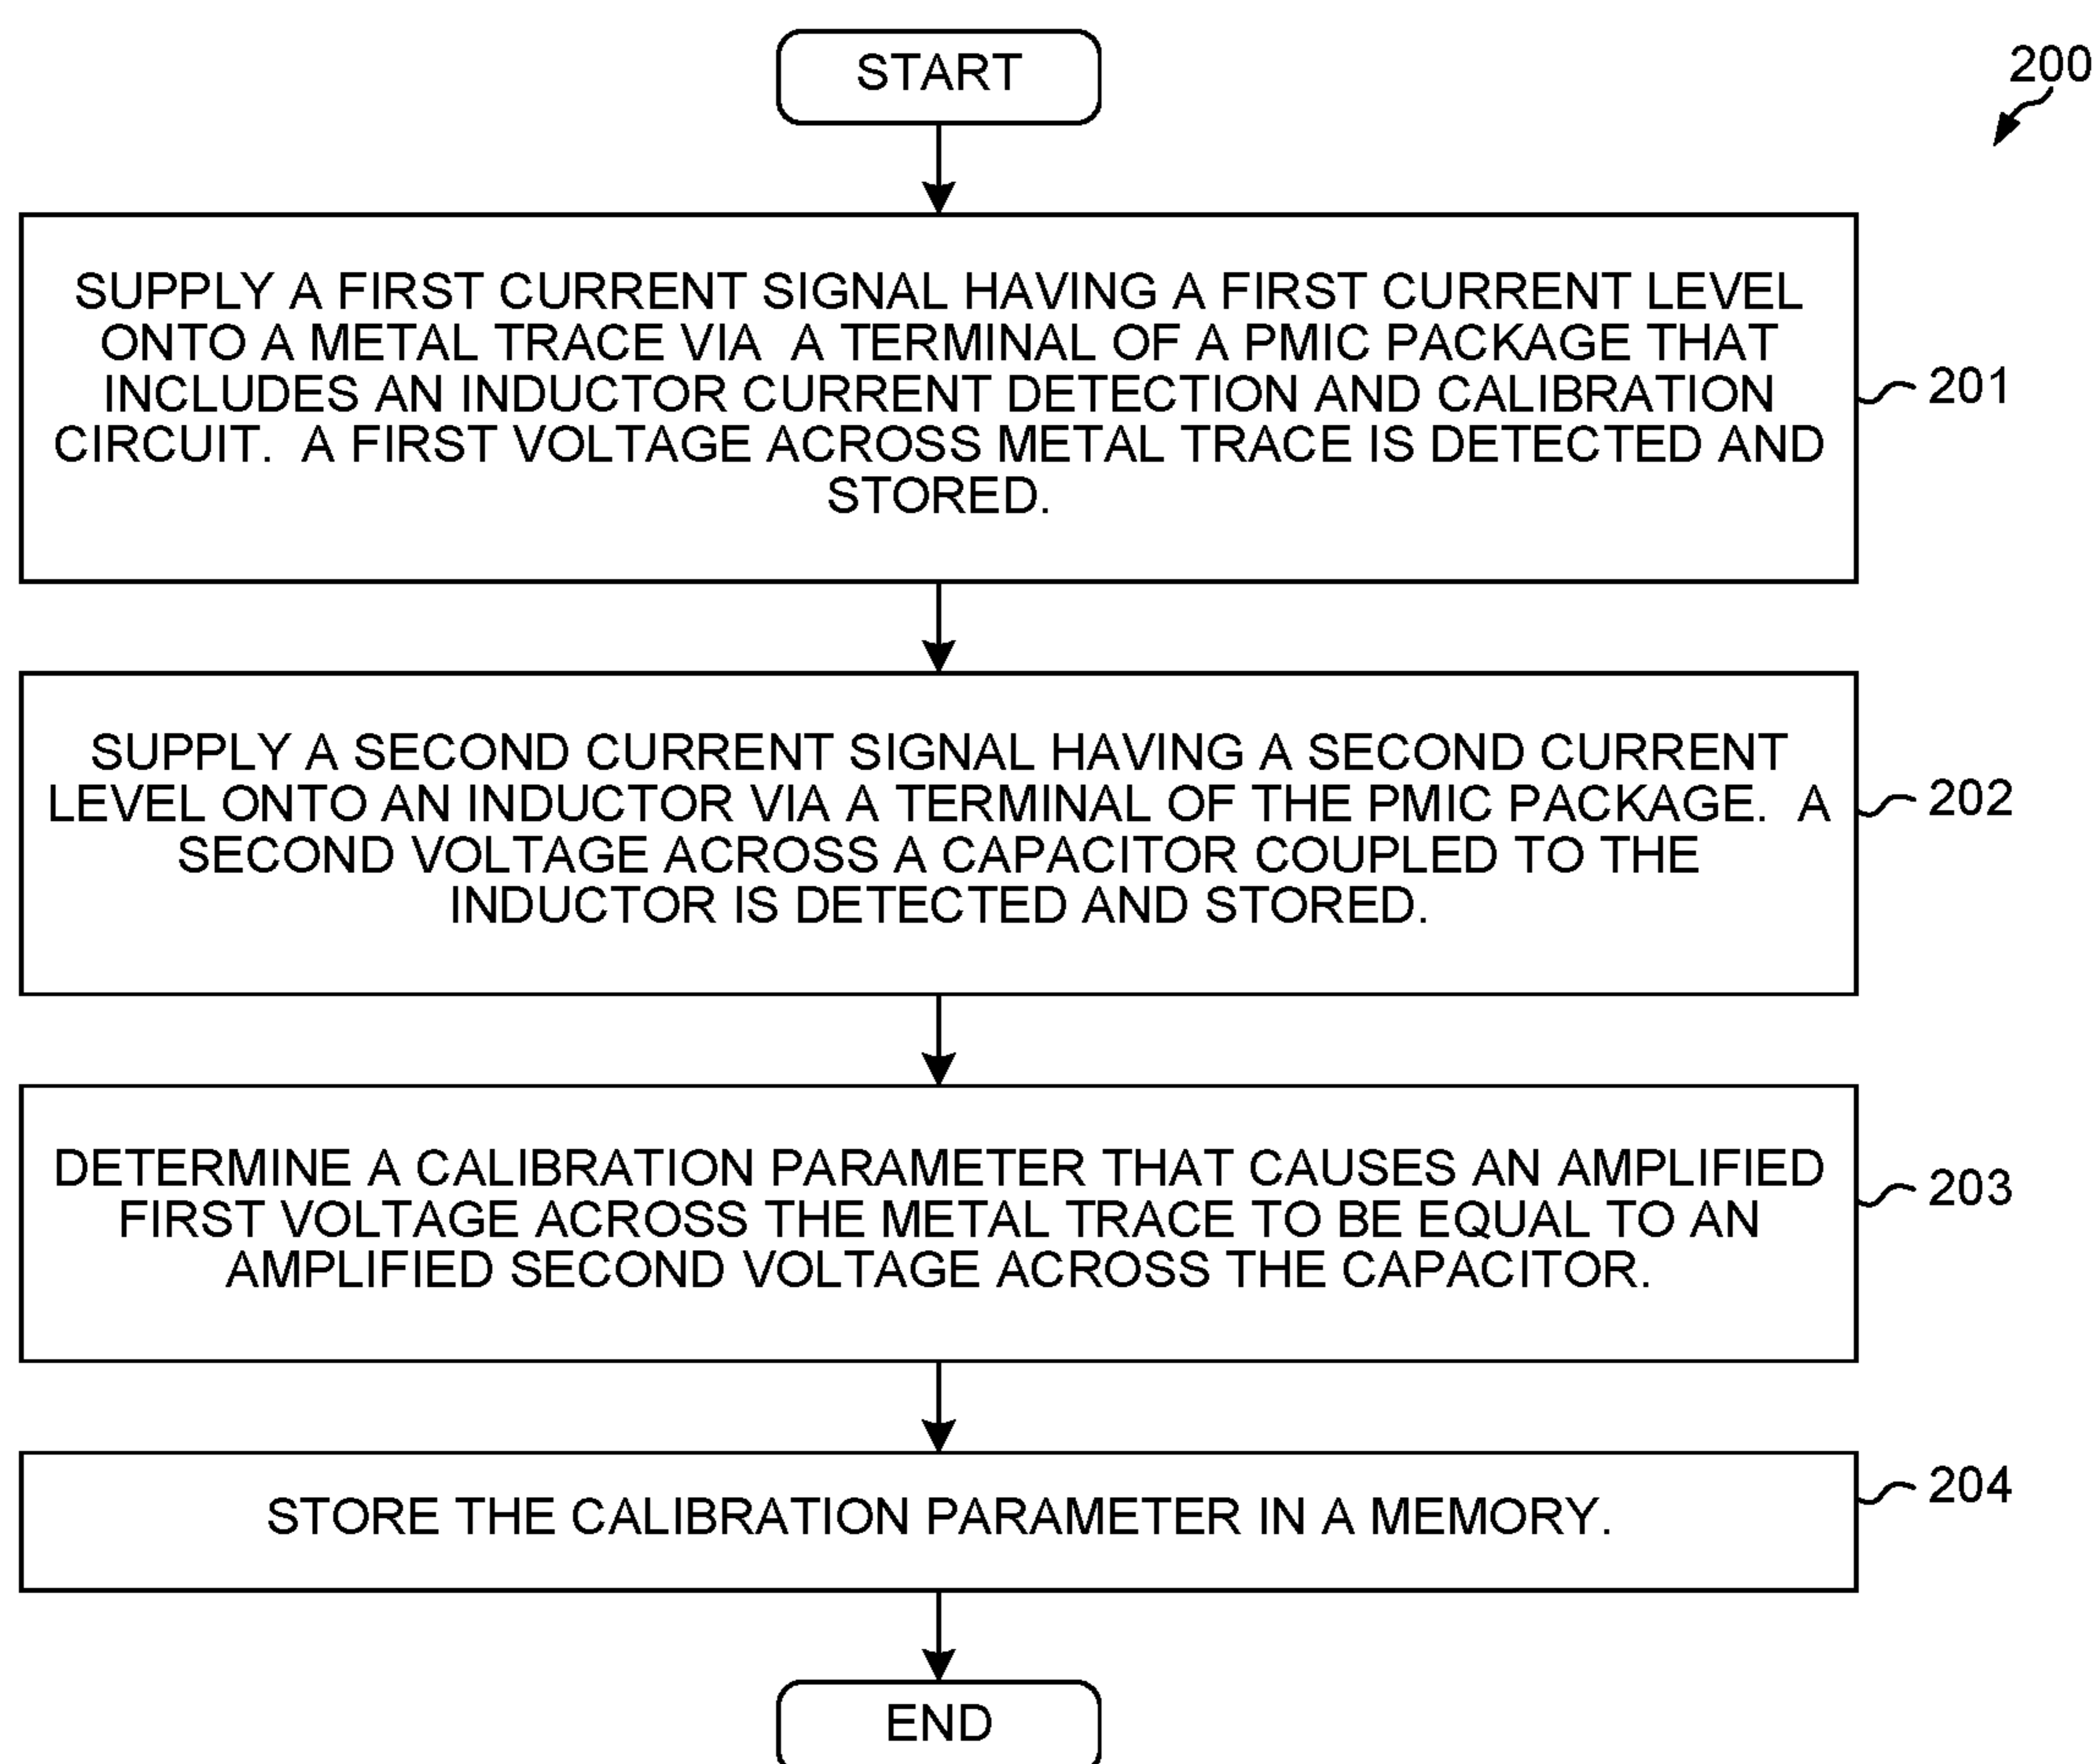 START
200
SUPPLY A FIRST CURRENT SIGNAL HAVING A FIRST CURRENT LEVEL
ONTO A METAL TRACE VIA A TERMINAL OF A PMIC PACKAGE THAT
INCLUDES AN INDUCTOR CURRENT DETECTION AND CALIBRATION
CIRCUIT. A FIRST VOLTAGE ACROSS METAL TRACE IS DETECTED AND
STORED.
201
SUPPLY A SECOND CURRENT SIGNAL HAVING A SECOND CURRENT
LEVEL ONTO AN INDUCTOR VIA A TERMINAL OF THE PMIC PACKAGE. A
SECOND VOLTAGE ACROSS A CAPACITOR COUPLED TO THE
INDUCTOR IS DETECTED AND STORED.
202
DETERMINE A CALIBRATION PARAMETER THAT CAUSES AN AMPLIFIED
FIRST VOLTAGE ACROSS THE METAL TRACE TO BE EQUAL TO AN
AMPLIFIED SECOND VOLTAGE ACROSS THE CAPACITOR.
203
STORE THE CALIBRATION PARAMETER IN A MEMORY.
204
END